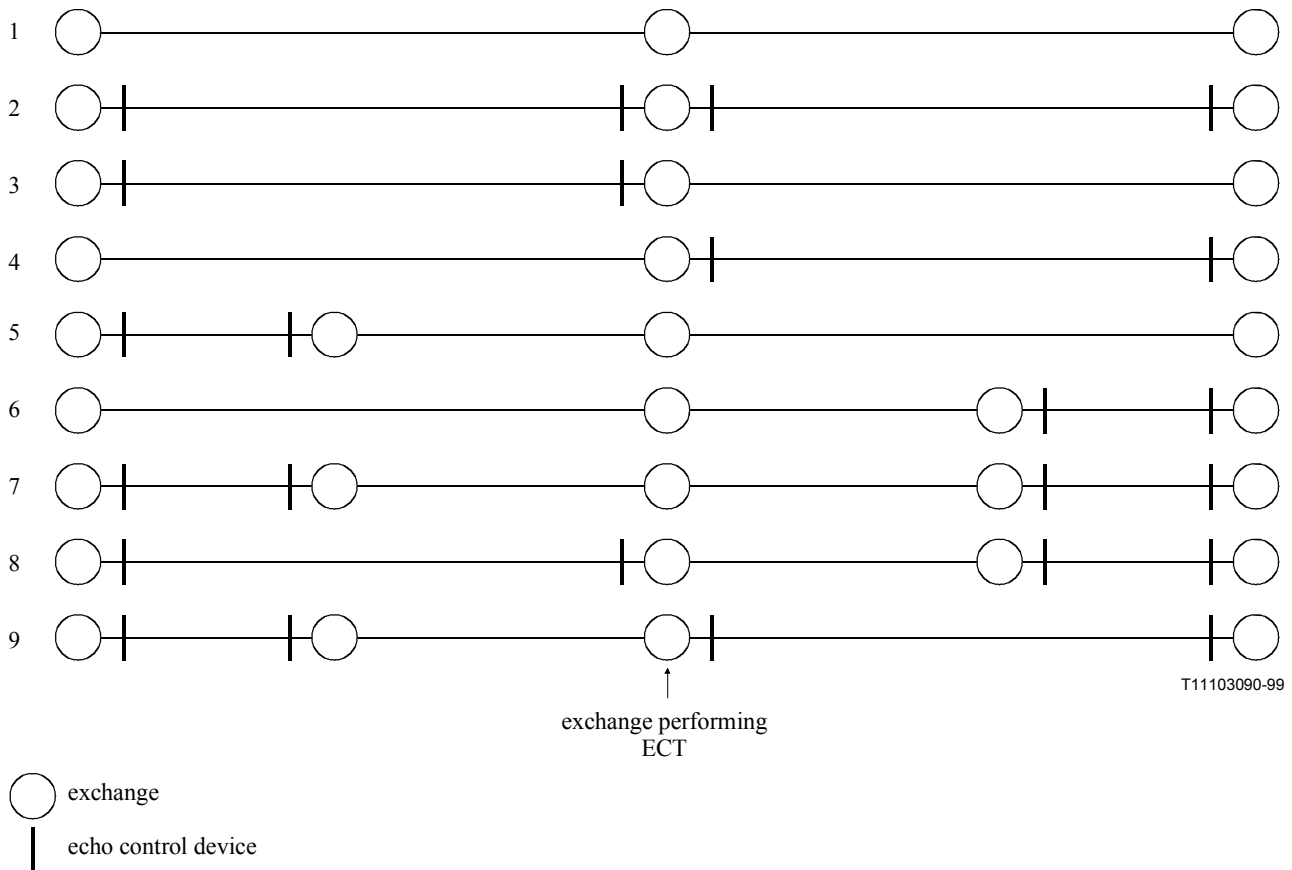 1
2
3
4
5
6
7
8
9
T11103090-99
exchange performing
ECT
exchange
echo control device